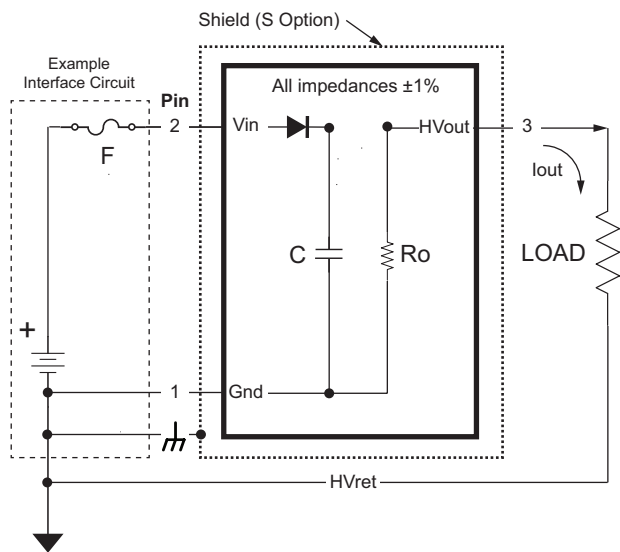 Shield (S Option)
Example
Interface Circuit
All impedances ±1%
Pin
2
Vin
HVout
3
F
Iout
C
Ro
LOAD
+
1
Gnd
HVret